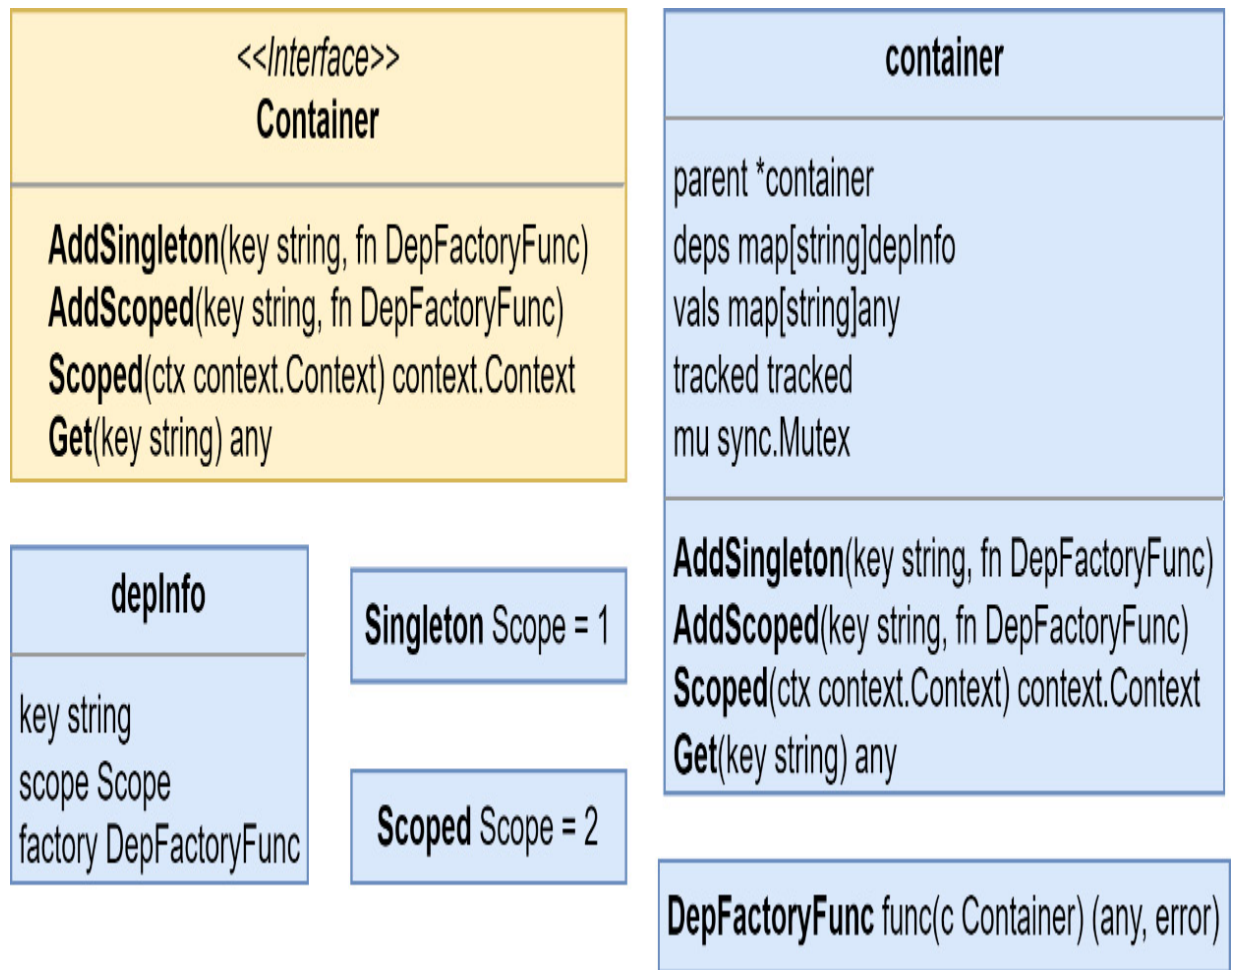 <<Interface>>
Container
AddSingleton(key string, fn DepFactoryFunc)
AddScoped(key string, fn DepFactoryFunc)
Scoped(ctx context.Context) context.Context
Get(key string) any
container
parent *container
deps map[string]depInfo
vals map[string]any
tracked tracked
mu sync.Mutex
AddSingleton(key string, fn DepFactoryFunc)
AddScoped(key string, fn DepFactoryFunc)
Scoped(ctx context.Context) context.Context
Get(key string) any
depInfo
key string
scope Scope
factory DepFactoryFunc
Singleton Scope = 1
Scoped Scope = 2
DepFactoryFunc func(c Container) (any, error)